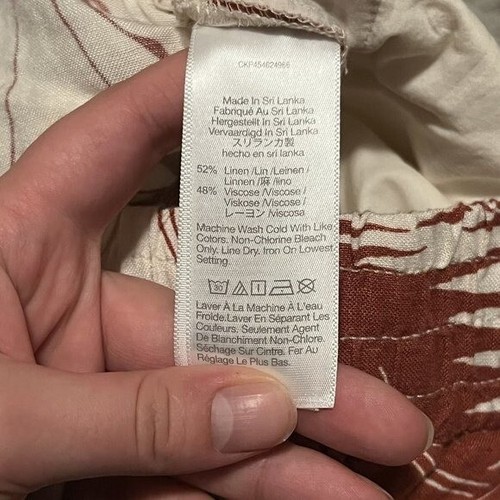 CKP454624966
Made In Sri Lanka
Fabriqué Au Sri Lanka
Hergestellt In Sri Lanka
Vervaardigd In Sri Lanka
スリランカ製
hecho en sri lanka
52% Linen /Lin /Leinen /
Linnen /麻 /lino
48% Viscose /Viscose /
Viskose /Viscose /
レーヨン /viscosa
Machine Wash Cold With Like
Colors. Non-Chlorine Bleach
Only. Line Dry. Iron On Lowest
Setting.
30
Laver À La Machine À L'eau
Froide.Laver En Séparant Les
Couleurs. Seulement Agent
De Blanchiment Non-Chlore.
Séchage Sur Cintre. Fer Au
Réglage Le Plus Bas.